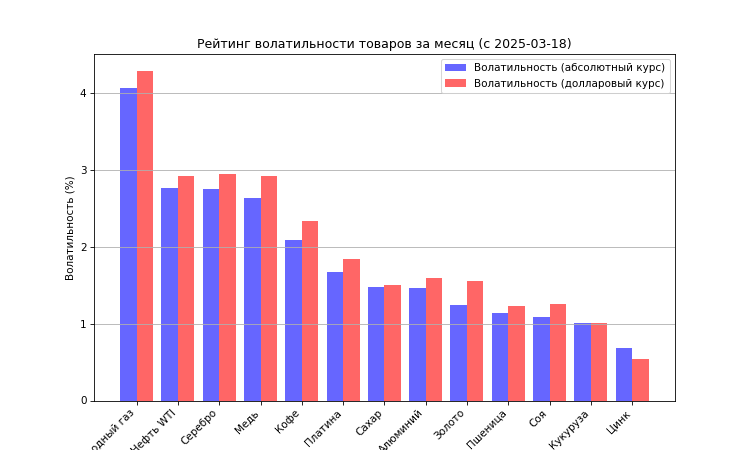 Рейтинг волатильности товаров за месяц (с 2025-03-18)
Волатильность (абсолютный курс)
Волатильность (долларовый курс)
Волатильность (%)
4
3
2
1
0
газ
Нефть WTI
Серебро
Медь
Кофе
Платина
Сахар
Алюминий
Золото
Пшеница
Соя
Кукуруза
Цинк